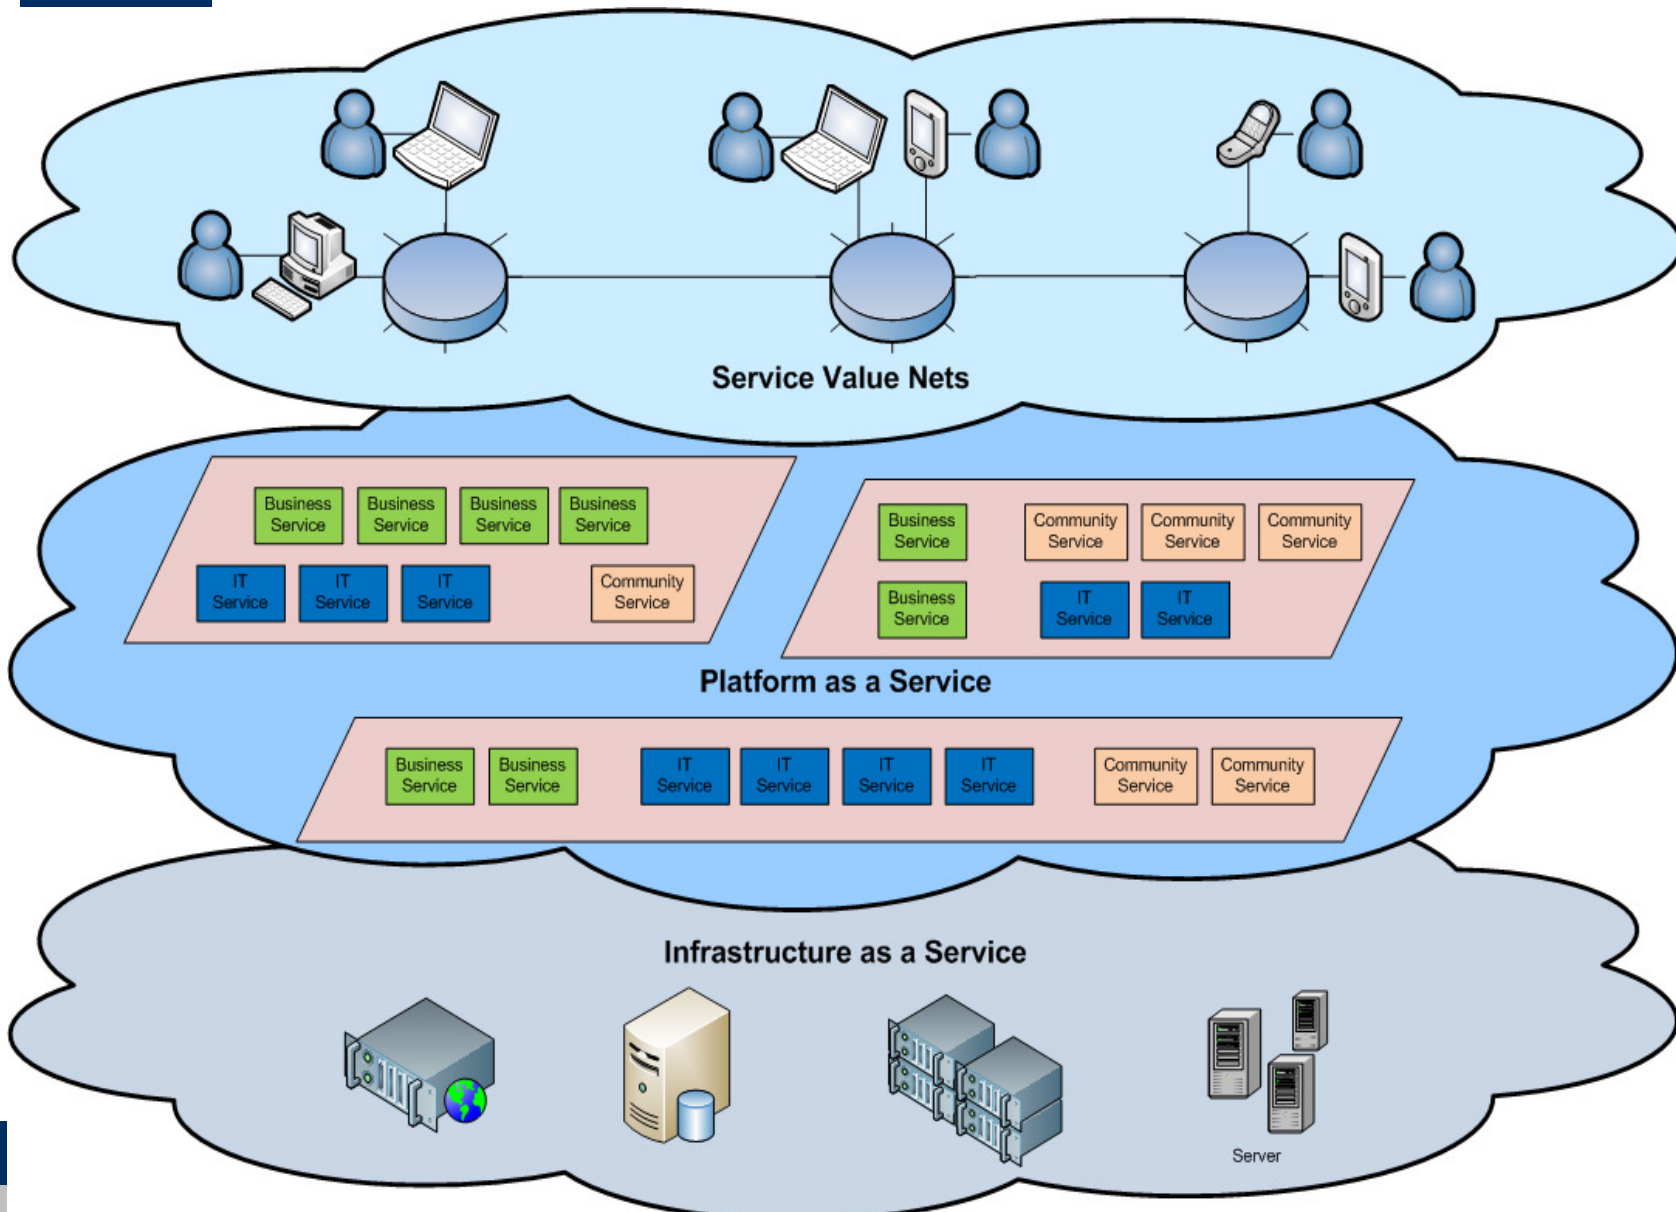 Service Value Nets
Business
Service
Business
Service
Business
Service
Business
Service
IT
Service
IT
Service
IT
Service
Community
Service
Business
Service
Community
Service
Community
Service
Community
Service
Business
Service
IT
Service
IT
Service
Platform as a Service
Business
Service
Business
Service
IT
Service
IT
Service
IT
Service
IT
Service
Community
Service
Community
Service
Infrastructure as a Service
Server